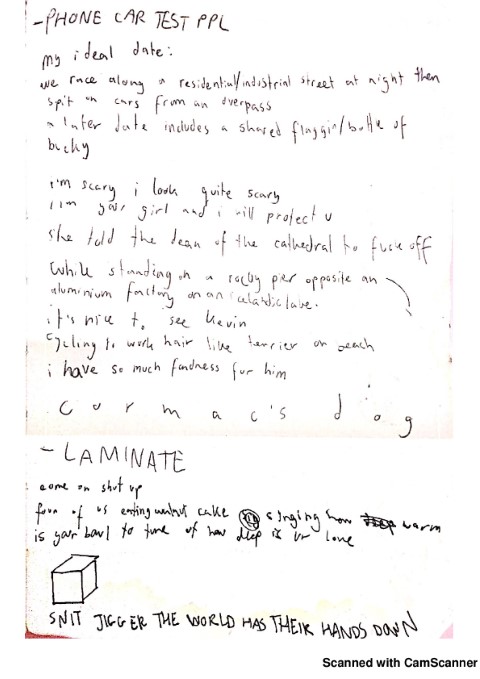 -PHONE CAR TEST PPL
my ideal date:
we race along a residential/industrial street at night then
spit on cars from an overpass
a later date includes a shared flaggin/bottle of
bucky
i'm scary i look quite scary
i'm your girl and i will protect u
She told the dean of the cathedral to fuck off
while standing on a rocky pier opposite an
aluminium factory on an icelandic lake.
it's nice to see Kevin
Cycling to work hair like terrier on beach
i have so much fondness for him
cormac's dog
- LAMINATE
come on shut up
four of us eating walnut cake singing how warm
is your bowl to tune of how deep is ur love
SNIT JIGGER THE WORLD HAS THEIR HANDS DOWN
Scanned with CamScanner